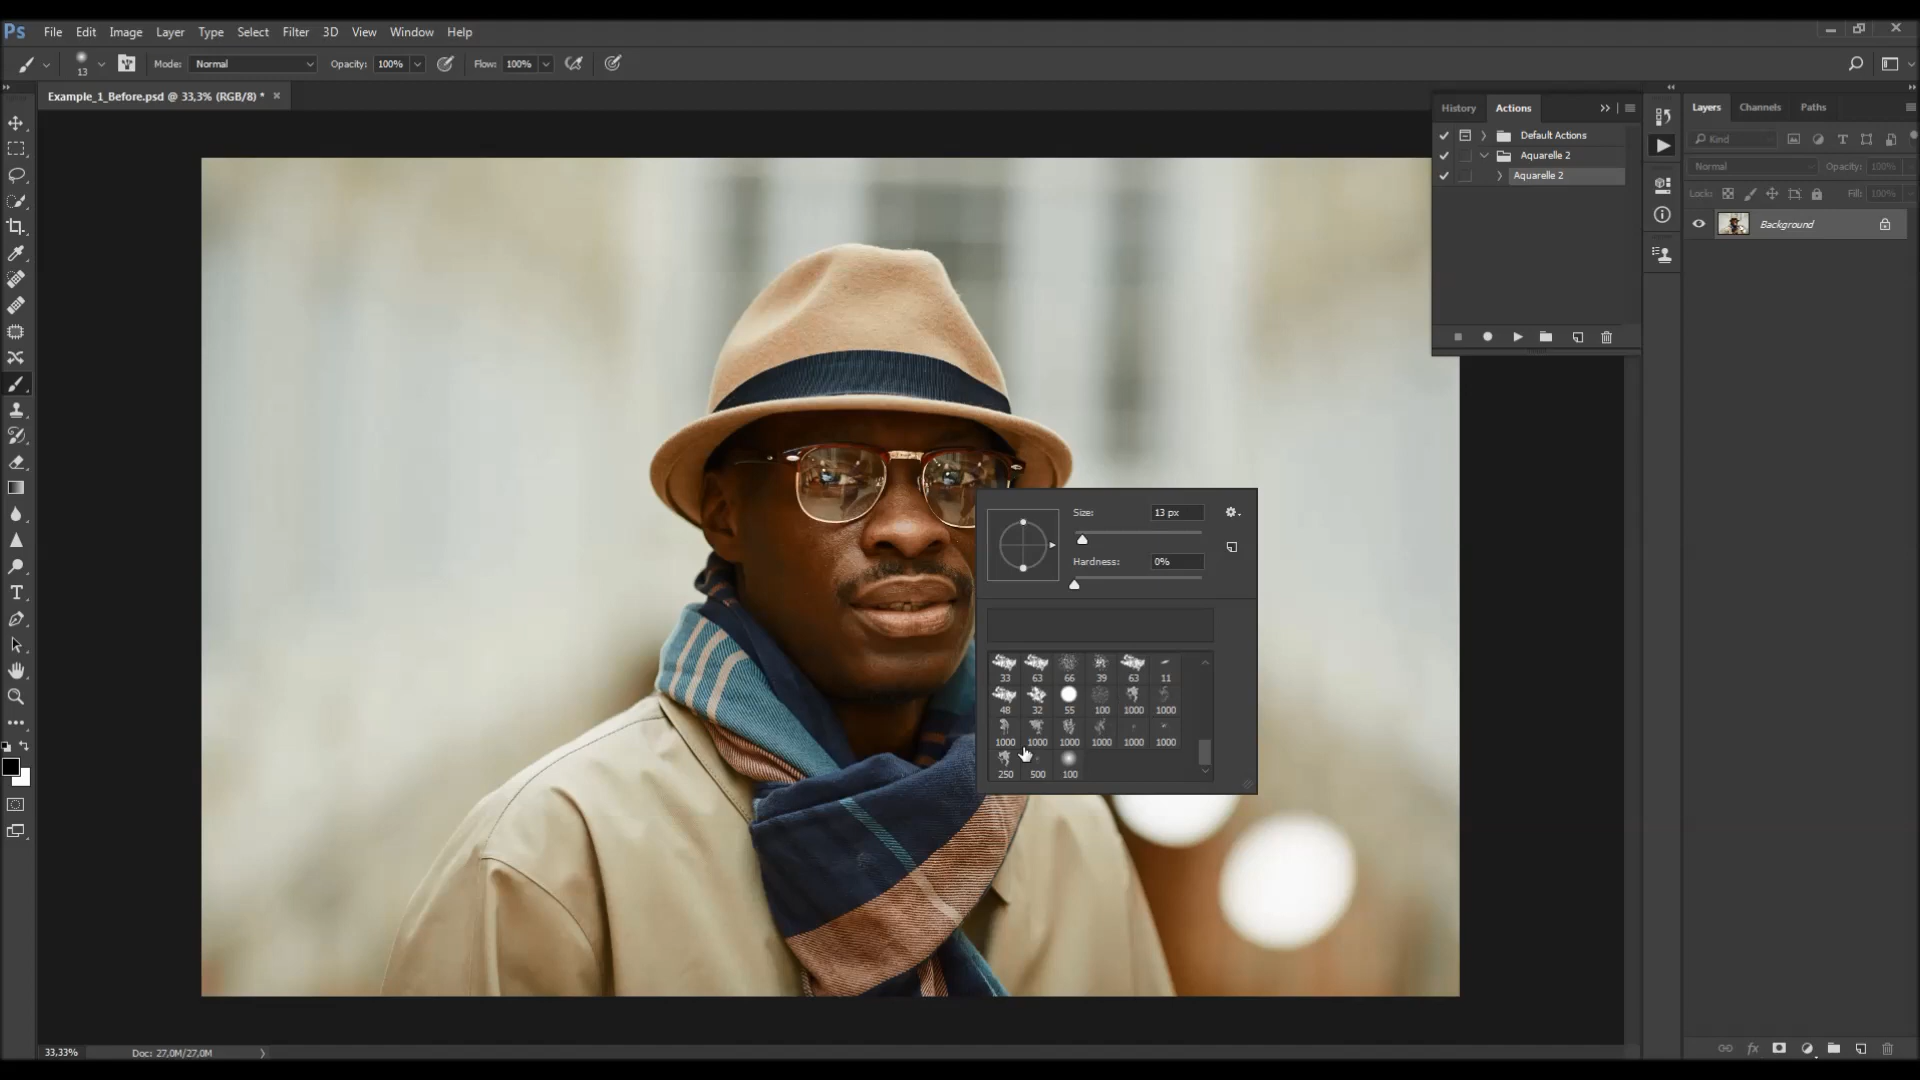 Ps File Edit Image Layer Type Select Filter 3D View Window Help
13 Mode: Normal Opacity: 100% Flow: 100%
Example_1_Before.psd @ 33,3% (RGB/8) * ×
History Actions
Default Actions
Aquarelle 2
Aquarelle 2
Layers Channels Paths
Kind
Normal Opacity: 100%
Lock: Fill: 100%
Background
Size: 13 px
Hardness: 0%
33 63 66 39 63 11
48 32 55 100 1000 1000
1000 1000 1000 1000 1000 1000
250 500 100
33,33% Doc: 27,0M/27,0M